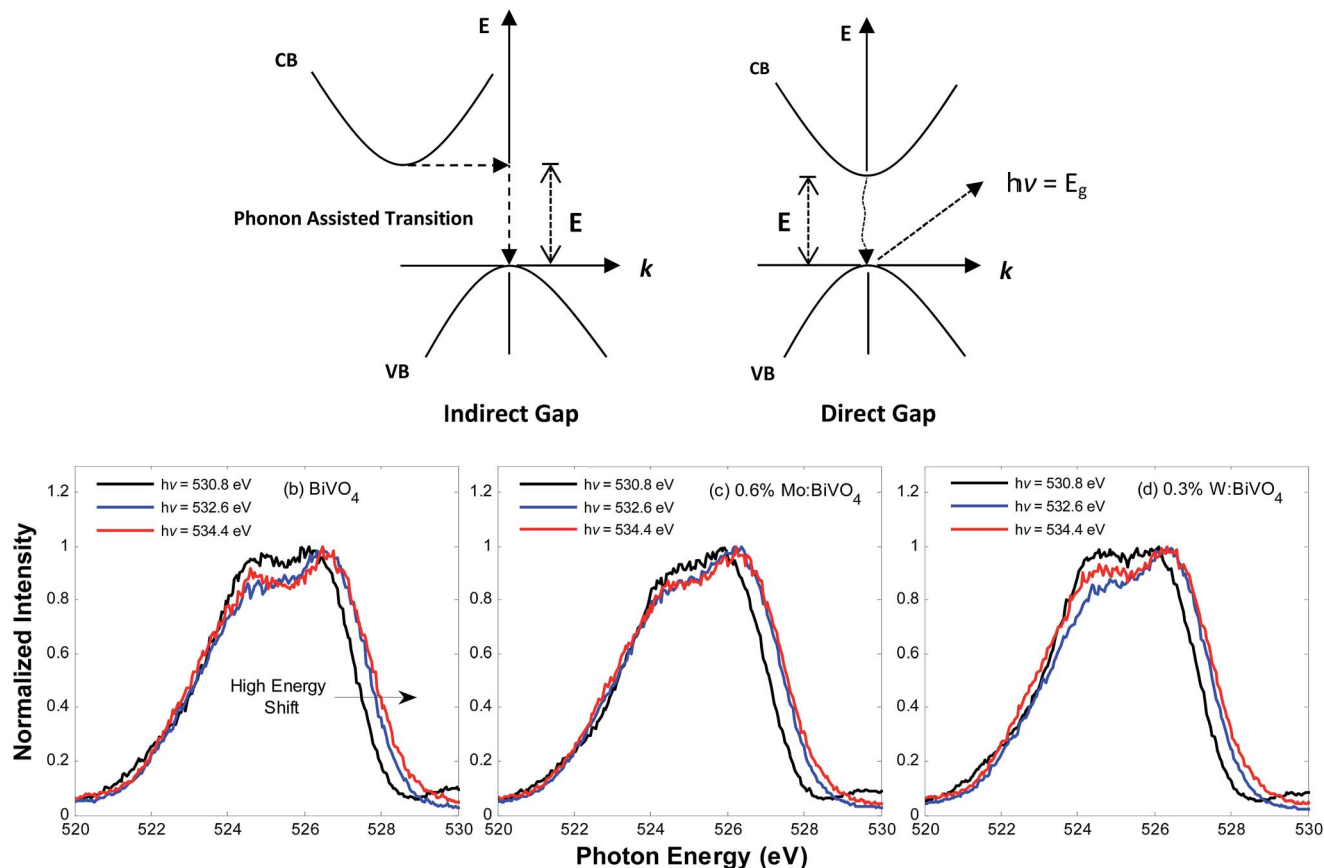 E
CB
Phonon Assisted Transition
E
k
VB
Indirect Gap
E
CB
hν = Eg
E
k
VB
Direct Gap
Normalized Intensity
1.2
1
0.8
0.6
0.4
0.2
0
hν = 530.8 eV
hν = 532.6 eV
hν = 534.4 eV
(b) BiVO4
High Energy
Shift
520 522 524 526 528 530
1.2
1
0.8
0.6
0.4
0.2
0
hν = 530.8 eV
hν = 532.6 eV
hν = 534.4 eV
(c) 0.6% Mo:BiVO4
520 522 524 526 528 530
1.2
1
0.8
0.6
0.4
0.2
0
hν = 530.8 eV
hν = 532.6 eV
hν = 534.4 eV
(d) 0.3% W:BiVO4
520 522 524 526 528 530
Photon Energy (eV)